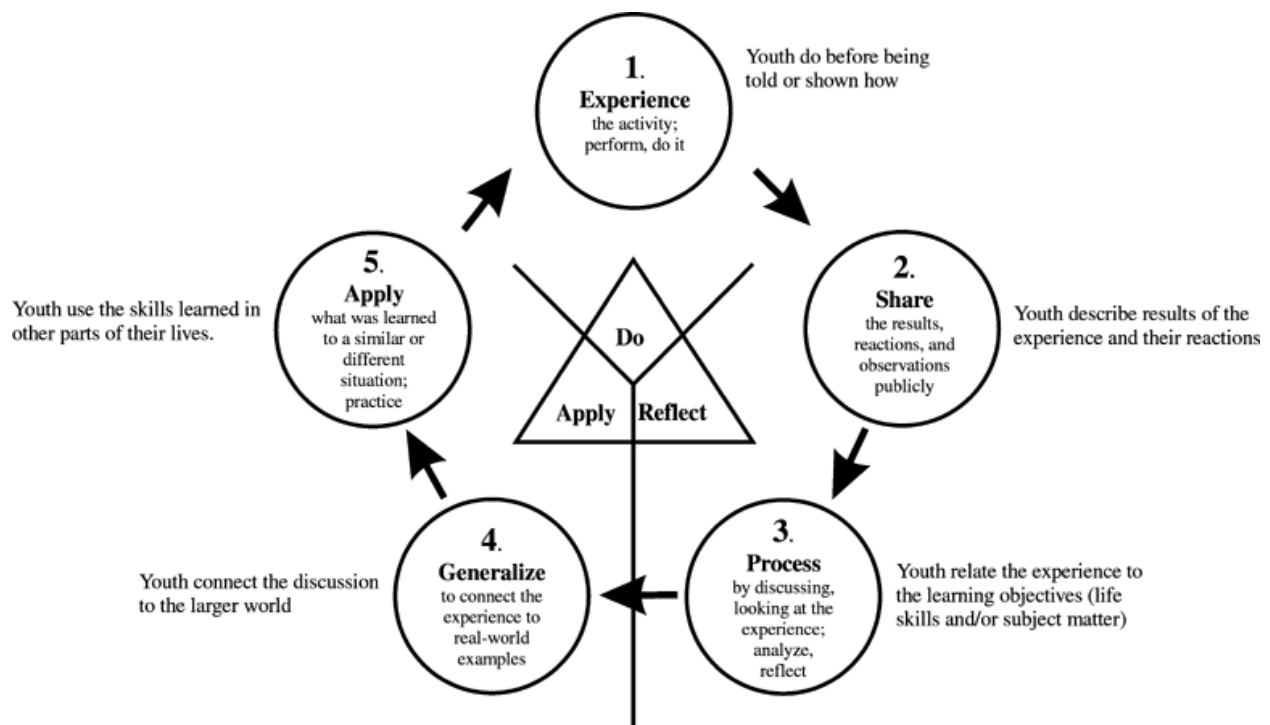 1.
Experience
the activity;
perform, do it
Youth do before being
told or shown how
2.
Share
the results,
reactions, and
observations
publicly
Youth describe results of the
experience and their reactions
3.
Process
by discussing,
looking at the
experience;
analyze,
reflect
Youth relate the experience to
the learning objectives (life
skills and/or subject matter)
4.
Generalize
to connect the
experience to
real-world
examples
Youth connect the discussion
to the larger world
5.
Apply
what was learned
to a similar or
different
situation;
practice
Youth use the skills learned in
other parts of their lives.
Do
Apply
Reflect